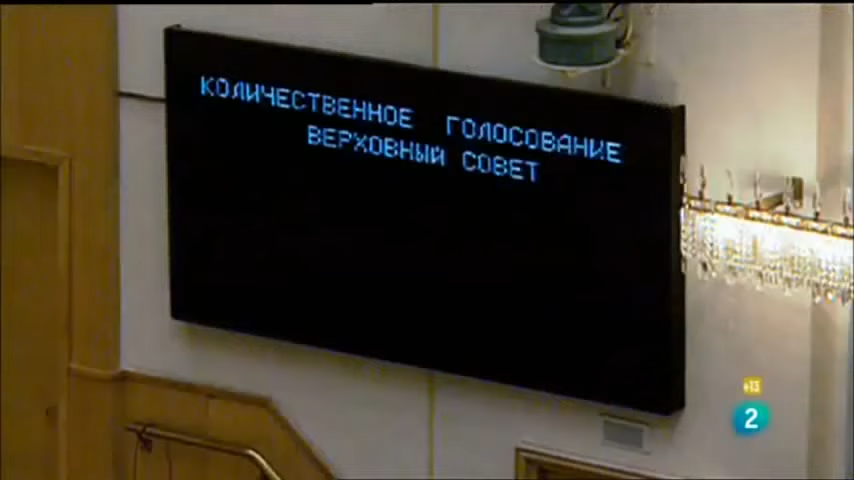 КОЛИЧЕСТВЕННОЕ ГОЛОСОВАНИЕ
ВЕРХОВНЫЙ СОВЕТ
+13
2